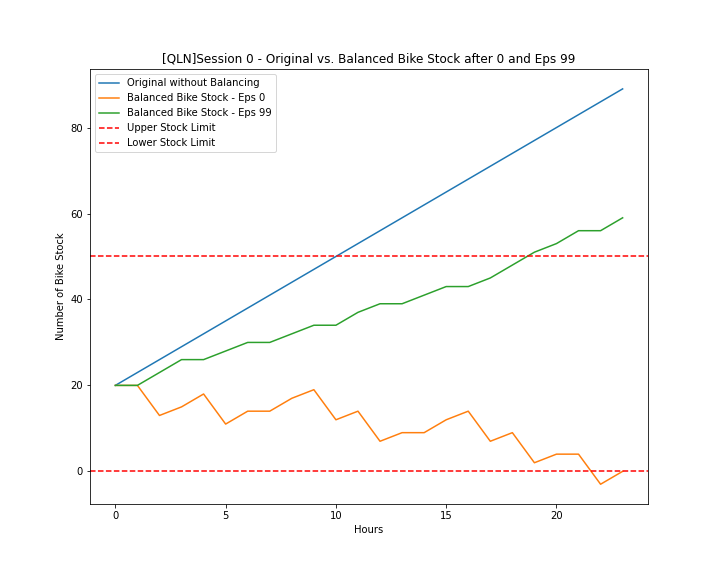 [QLN]Session 0 - Original vs. Balanced Bike Stock after 0 and Eps 99
Original without Balancing
Balanced Bike Stock - Eps 0
Balanced Bike Stock - Eps 99
Upper Stock Limit
Lower Stock Limit
Number of Bike Stock
80
60
40
20
0
0 5 10 15 20
Hours